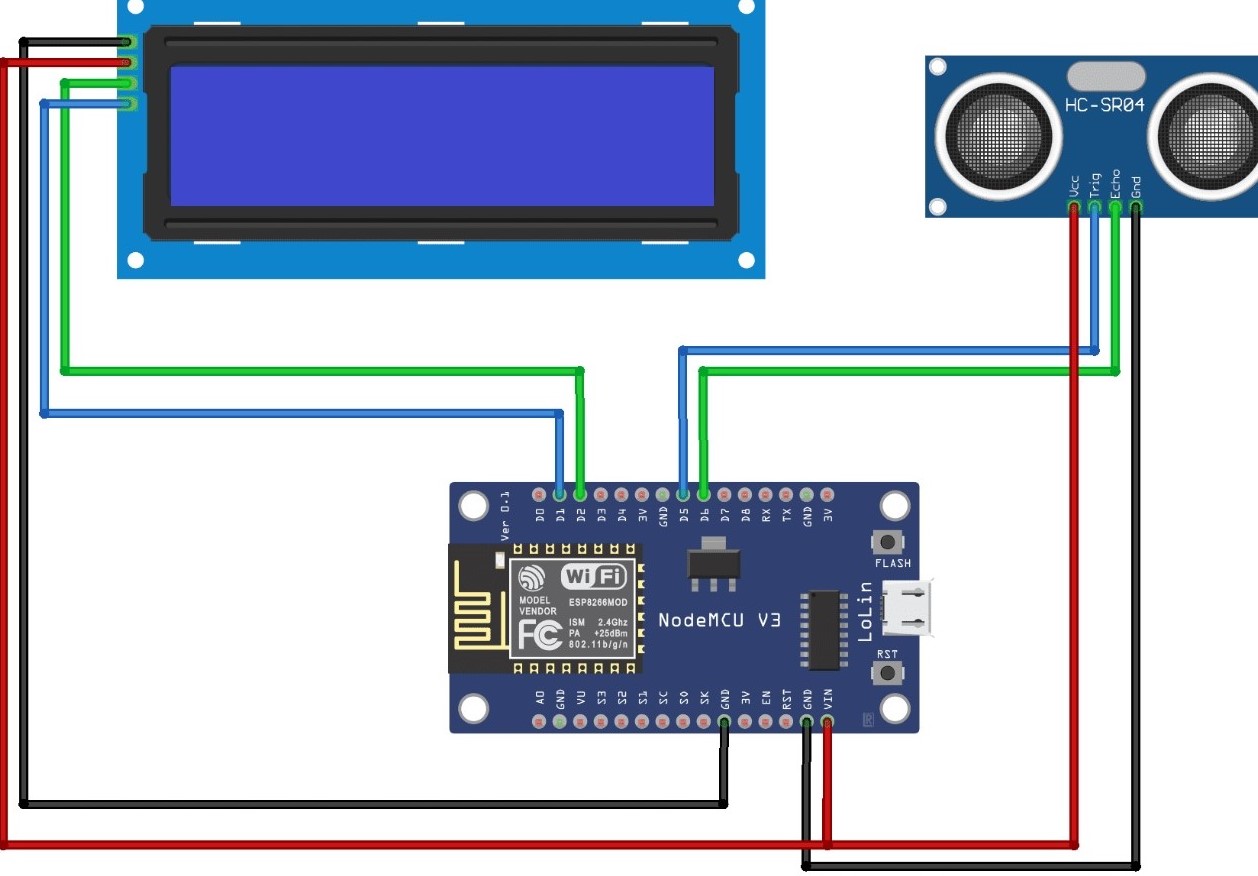 HC-SR04
Vcc
Trig
Echo
Gnd
Ver 0.1
D0 D1 D2 D3 D4 3V GND D5 D6 D7 D8 RX TX GND 3V
FLASH
WiFi
MODEL
VENDOR
ESP8266MOD
FC
ISM 2.4Ghz
PA +25dBm
802.11b/g/n
NodeMCU V3
LoLin
RST
A0 GND VU S3 S2 S1 SC S0 SK GND 3V EN RST GND VIN